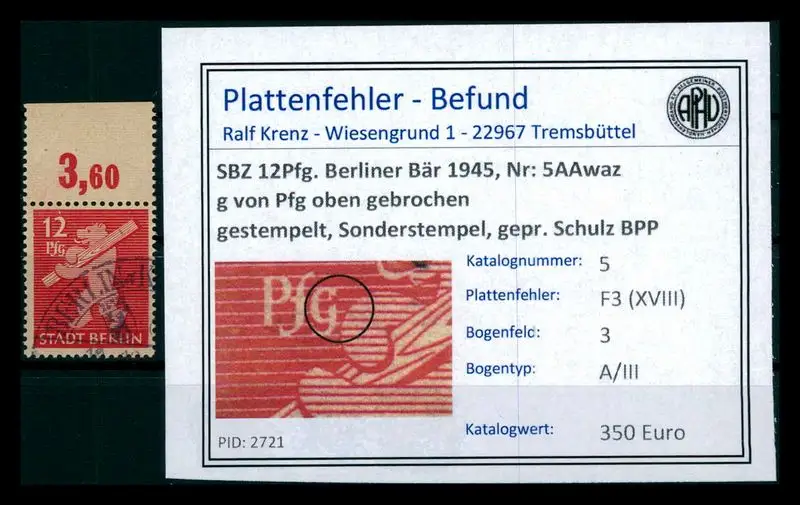 3,60
12
Pfg
STADT BERLIN
Plattenfehler - Befund
Ralf Krenz - Wiesengrund 1 - 22967 Tremsbüttel
SBZ 12Pfg. Berliner Bär 1945, Nr: 5AAwaz
g von Pfg oben gebrochen
gestempelt, Sonderstempel, gepr. Schulz BPP
Pfg
Katalognummer: 5
Plattenfehler: F3 (XVIII)
Bogenfeld: 3
Bogentyp: A/III
Katalogwert: 350 Euro
PID: 2721